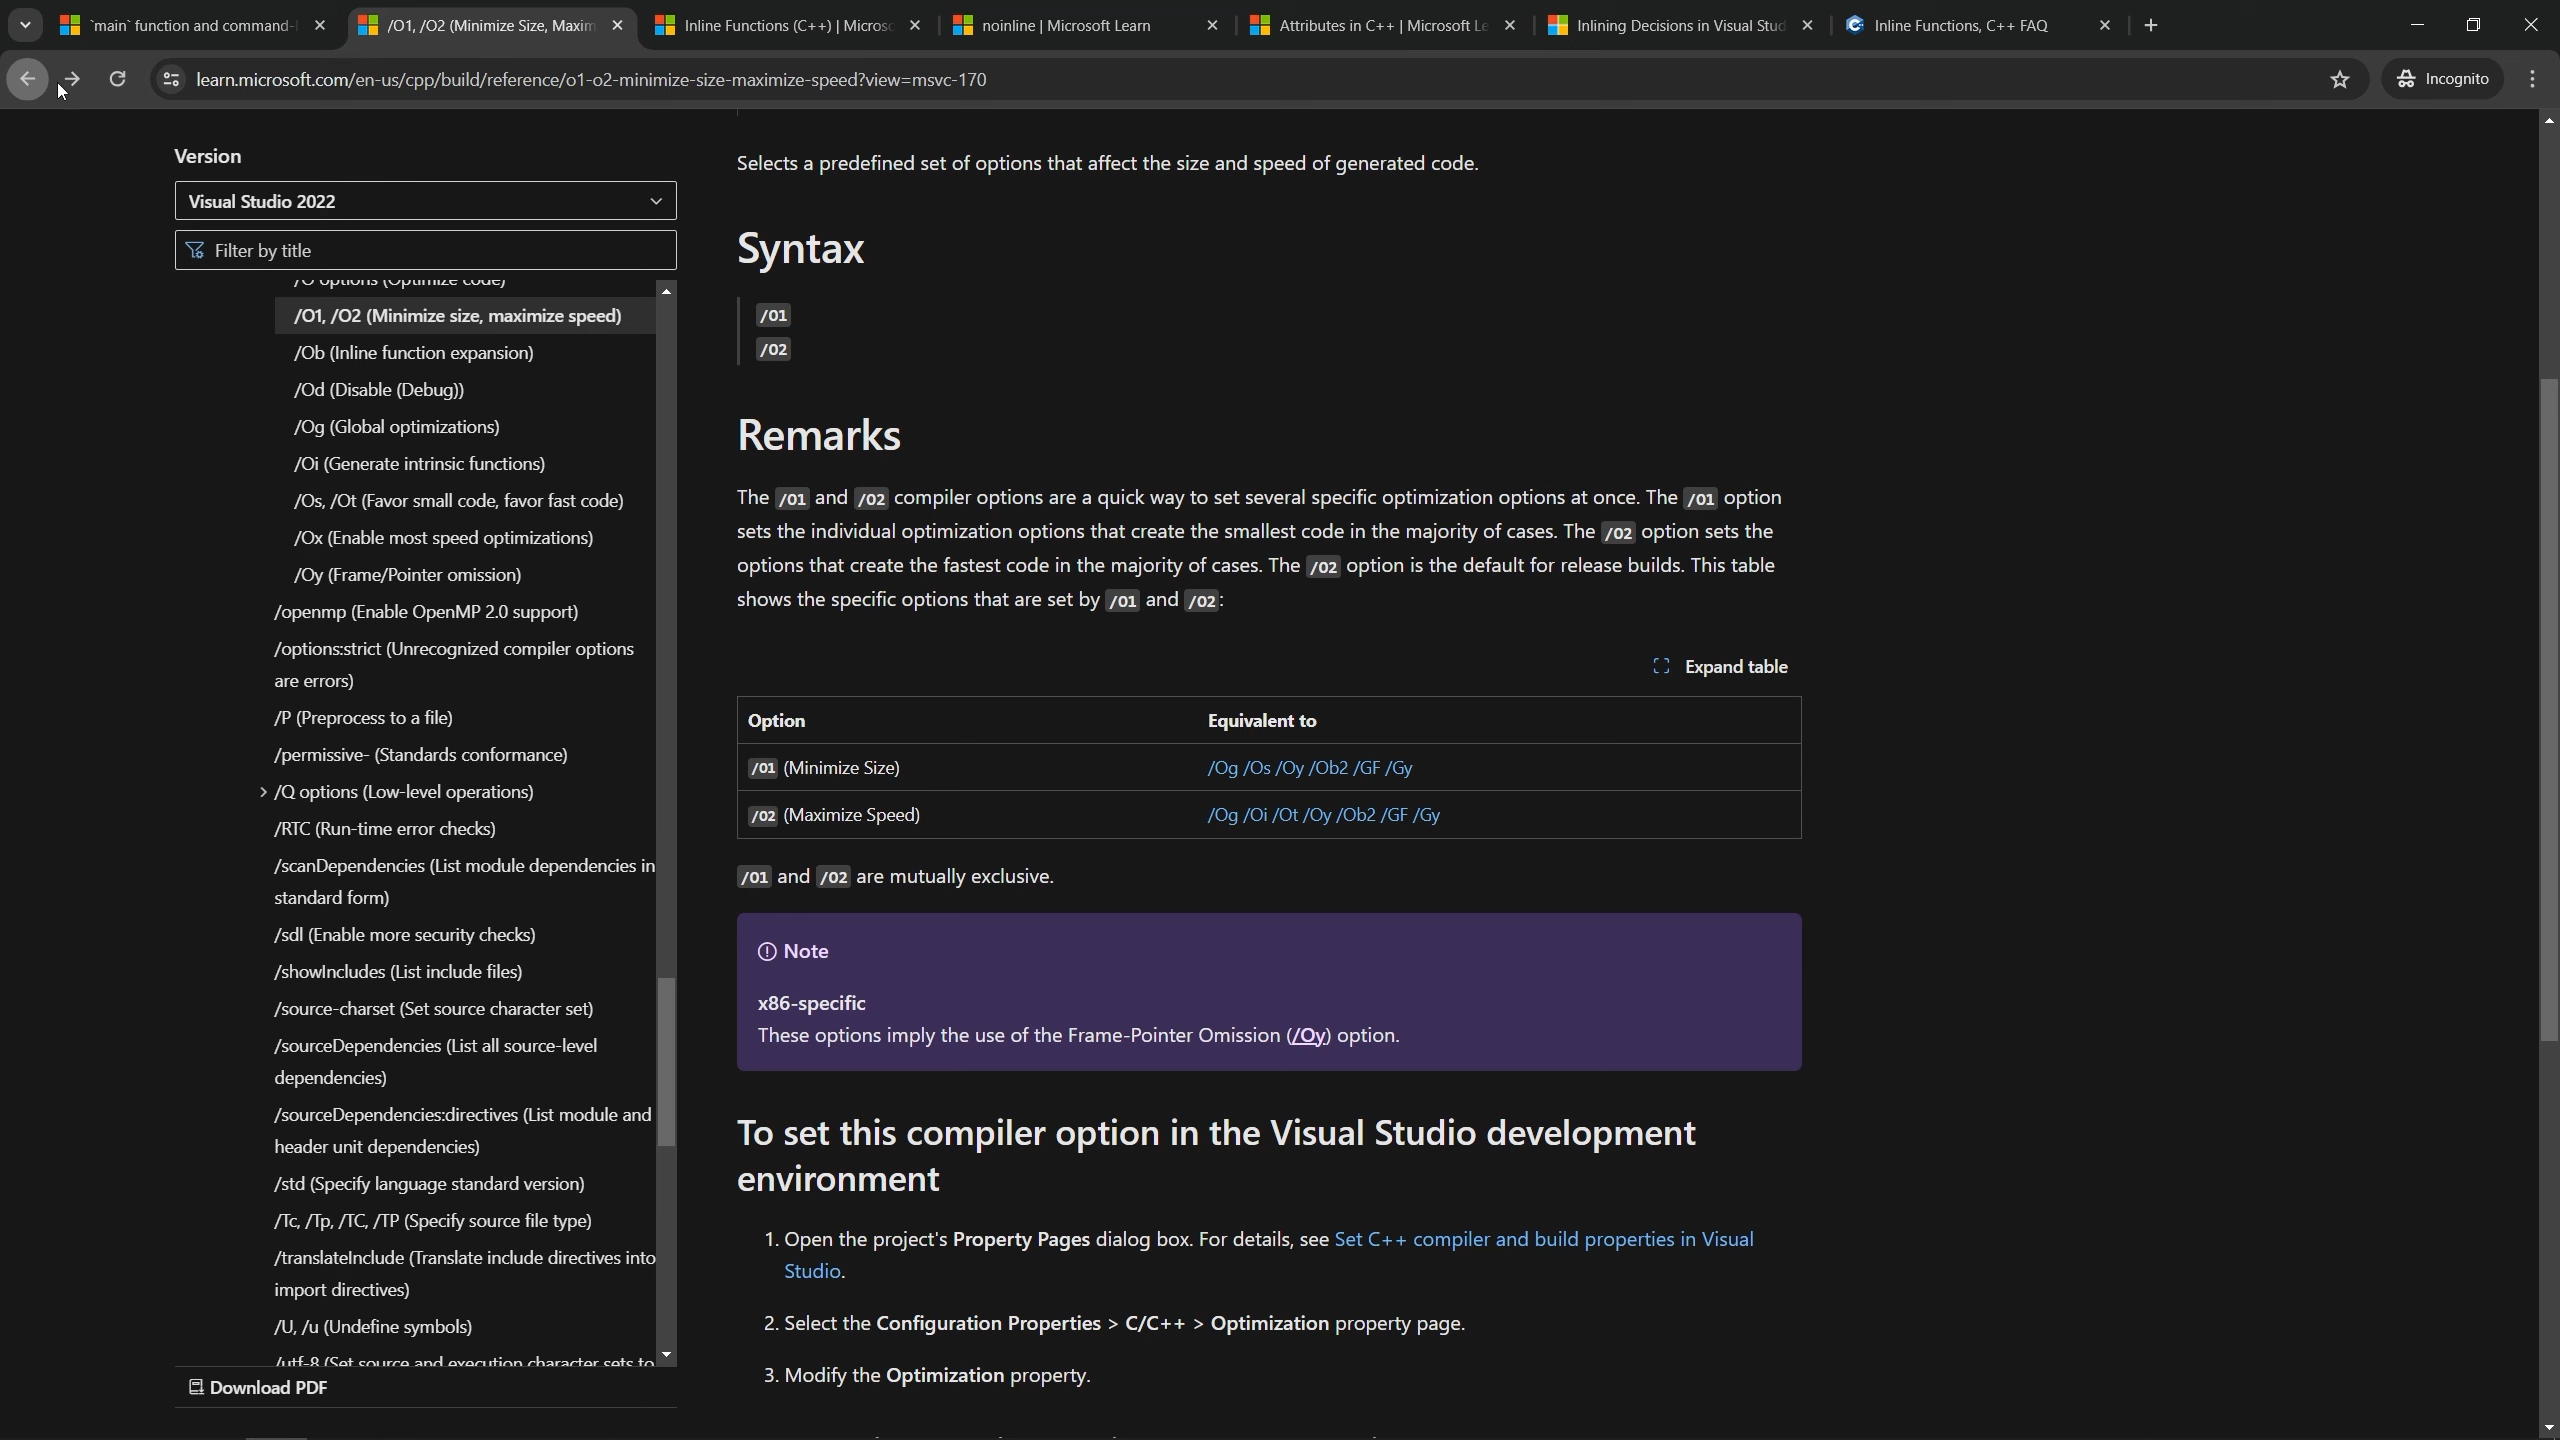 `main` function and command-l
/O1, /O2 (Minimize Size, Maxim
Inline Functions (C++) | Micros
noinline | Microsoft Learn
Attributes in C++ | Microsoft Le
Inlining Decisions in Visual Stud
Inline Functions, C++ FAQ
learn.microsoft.com/en-us/cpp/build/reference/o1-o2-minimize-size-maximize-speed?view=msvc-170
Incognito
Version
Visual Studio 2022
Filter by title
/O options (Optimize code)
/O1, /O2 (Minimize size, maximize speed)
/Ob (Inline function expansion)
/Od (Disable (Debug))
/Og (Global optimizations)
/Oi (Generate intrinsic functions)
/Os, /Ot (Favor small code, favor fast code)
/Ox (Enable most speed optimizations)
/Oy (Frame/Pointer omission)
/openmp (Enable OpenMP 2.0 support)
/options:strict (Unrecognized compiler options
are errors)
/P (Preprocess to a file)
/permissive- (Standards conformance)
/Q options (Low-level operations)
/RTC (Run-time error checks)
/scanDependencies (List module dependencies in
standard form)
/sdl (Enable more security checks)
/showIncludes (List include files)
/source-charset (Set source character set)
/sourceDependencies (List all source-level
dependencies)
/sourceDependencies:directives (List module and
header unit dependencies)
/std (Specify language standard version)
/Tc, /Tp, /TC, /TP (Specify source file type)
/translateInclude (Translate include directives into
import directives)
/U, /u (Undefine symbols)
/utf-8 (Set source and execution character sets to
Download PDF
Selects a predefined set of options that affect the size and speed of generated code.
Syntax
/O1
/O2
Remarks
The /O1 and /O2 compiler options are a quick way to set several specific optimization options at once. The /O1 option
sets the individual optimization options that create the smallest code in the majority of cases. The /O2 option sets the
options that create the fastest code in the majority of cases. The /O2 option is the default for release builds. This table
shows the specific options that are set by /O1 and /O2:
Expand table
Option Equivalent to
/O1 (Minimize Size) /Og /Os /Oy /Ob2 /GF /Gy
/O2 (Maximize Speed) /Og /Oi /Ot /Oy /Ob2 /GF /Gy
/O1 and /O2 are mutually exclusive.
Note
x86-specific
These options imply the use of the Frame-Pointer Omission (/Oy) option.
To set this compiler option in the Visual Studio development
environment
1. Open the project's Property Pages dialog box. For details, see Set C++ compiler and build properties in Visual
Studio.
2. Select the Configuration Properties > C/C++ > Optimization property page.
3. Modify the Optimization property.